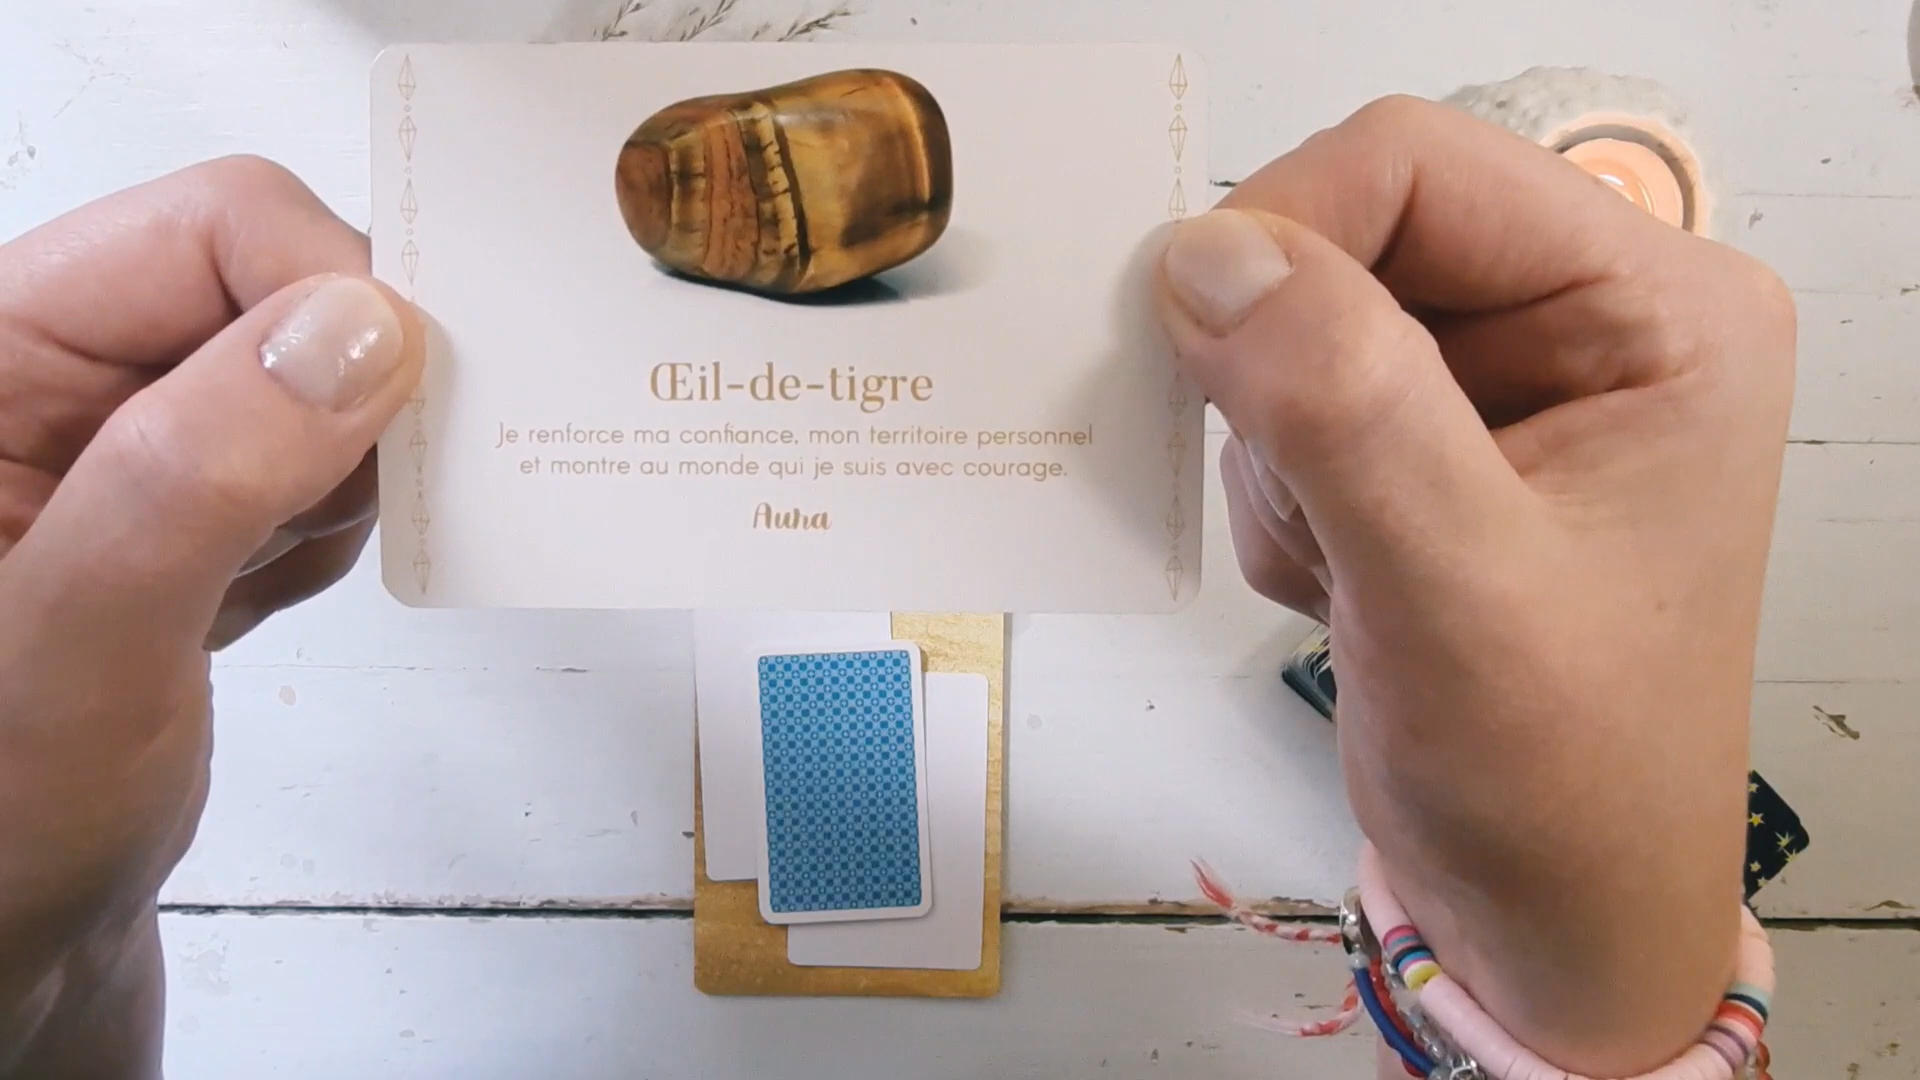 Œil-de-tigre
Je renforce ma confiance, mon territoire personnel
et montre au monde qui je suis avec courage.
Aura